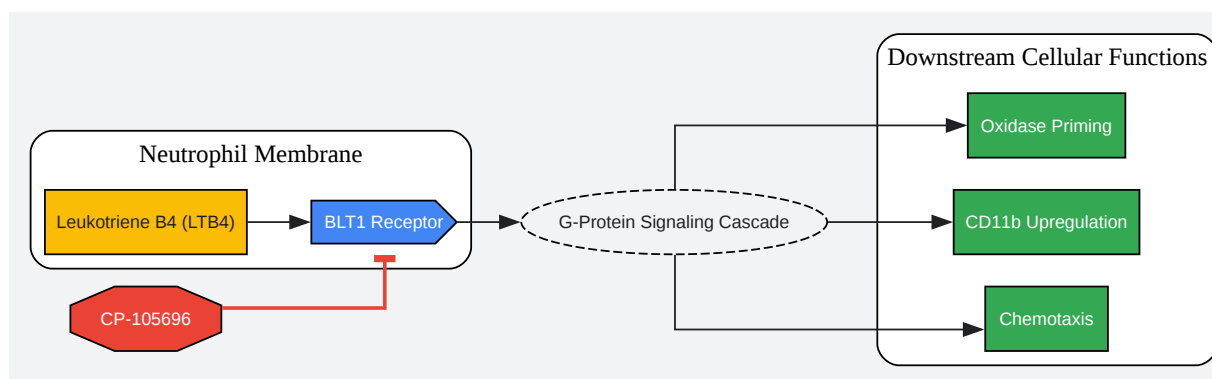 Downstream Cellular Functions
Oxidase Priming
Neutrophil Membrane
Leukotriene B4 (LTB4)
BLT1 Receptor
G-Protein Signaling Cascade
CD11b Upregulation
CP-105696
Chemotaxis